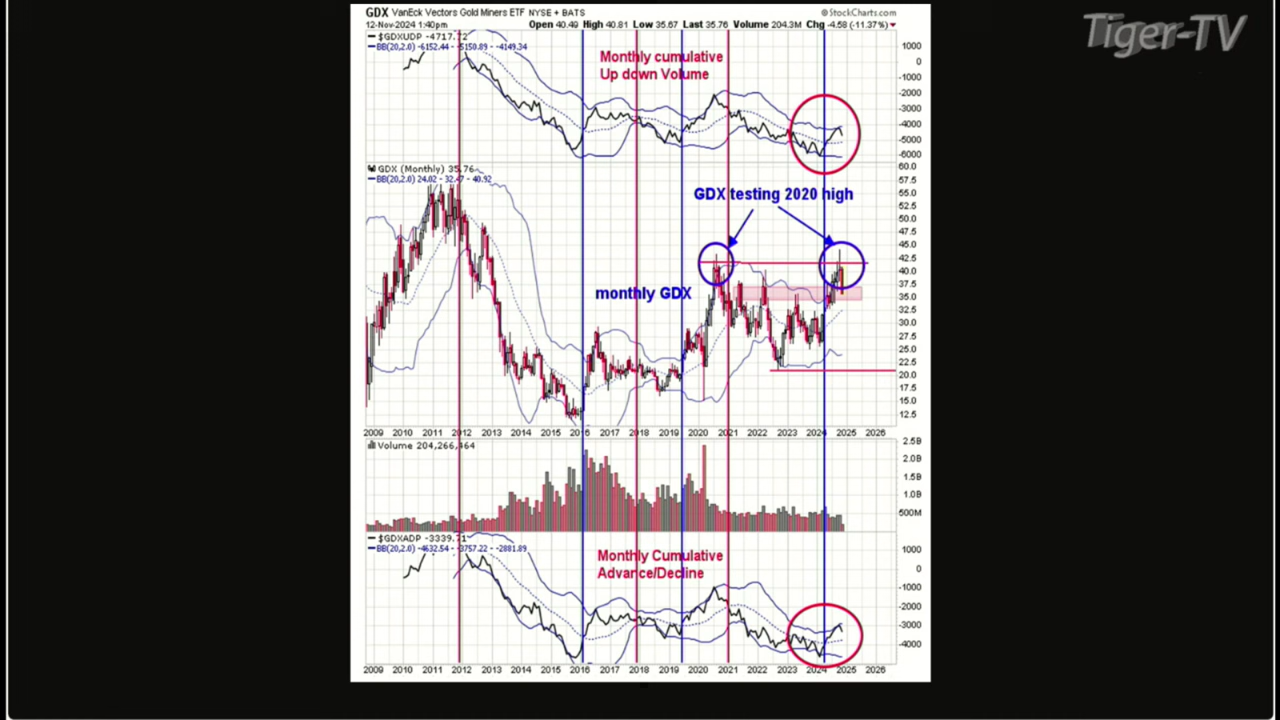 Tiger-TV
GDX VanEck Vectors Gold Miners ETF NYSE + BATS
© StockCharts.com
12-Nov-2024 1:40pm
Open 40.49 High 40.81 Low 35.67 Last 35.76 Volume 204.3M Chg -4.58 (-11.37%)
$GDXUDP -4717.72
BB(20,2.0) -6152.44 - -5150.89 - -4149.34
Monthly cumulative
Up down Volume
1000
0
-1000
-2000
-3000
-4000
-5000
-6000
GDX (Monthly) 35.76
BB(20,2.0) 24.02 - 32.47 - 40.92
GDX testing 2020 high
monthly GDX
60.0
57.5
55.0
52.5
50.0
47.5
45.0
42.5
40.0
37.5
35.0
32.5
30.0
27.5
25.0
22.5
20.0
17.5
15.0
12.5
2009 2010 2011 2012 2013 2014 2015 2016 2017 2018 2019 2020 2021 2022 2023 2024 2025 2026
Volume 204,266,464
2.5B
2.0B
1.5B
1.0B
500M
$GDXADP -3339.71
BB(20,2.0) -4632.54 - -3757.22 - -2881.89
Monthly Cumulative
Advance/Decline
1000
0
-1000
-2000
-3000
-4000
2009 2010 2011 2012 2013 2014 2015 2016 2017 2018 2019 2020 2021 2022 2023 2024 2025 2026